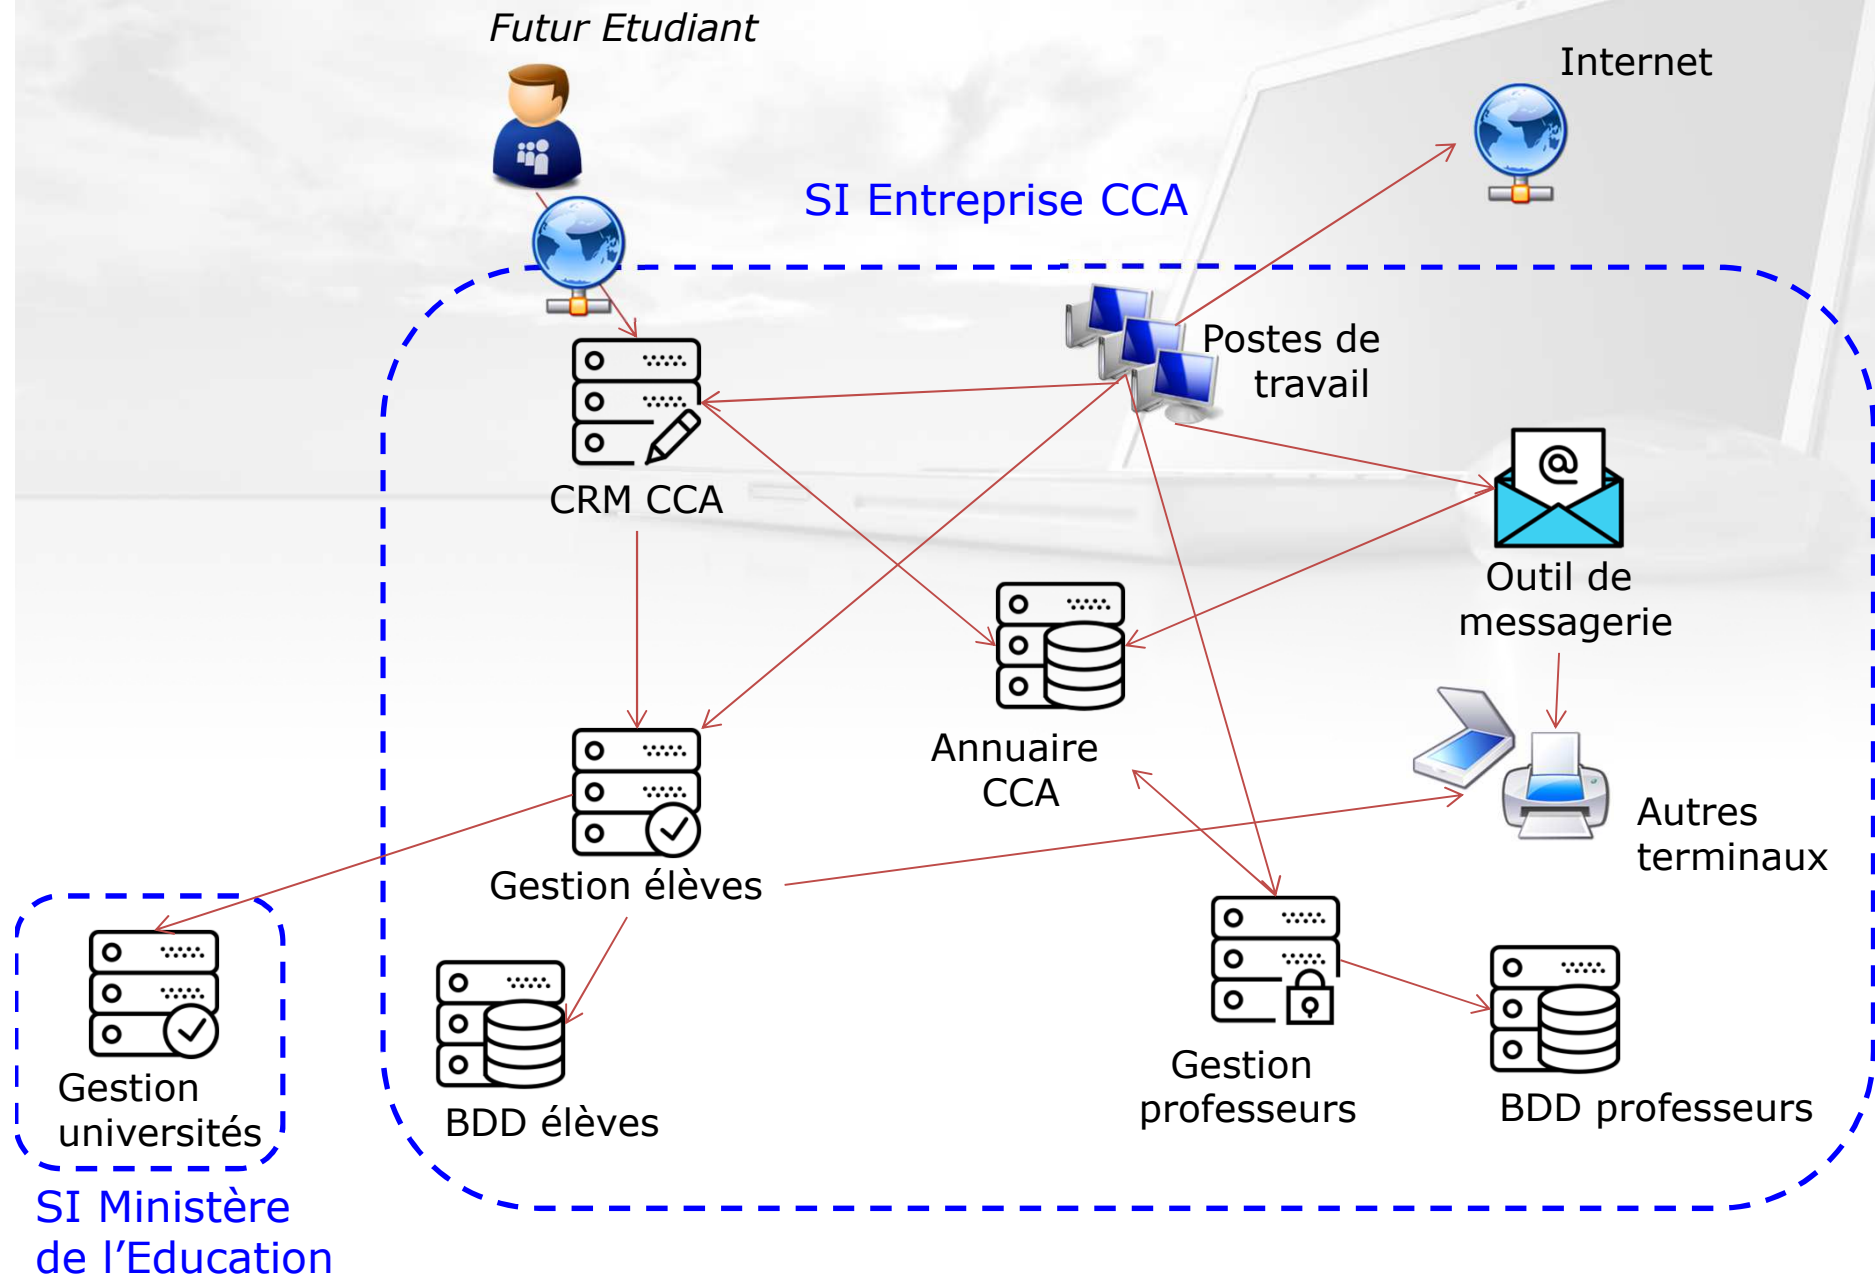 Futur Etudiant
Internet
SI Entreprise CCA
Postes de
travail
@
CRM CCA
Outil de
messagerie
Annuaire
CCA
Autres
terminaux
Gestion élèves
Gestion
universités
BDD élèves
Gestion
professeurs
BDD professeurs
SI Ministère
de l’Education